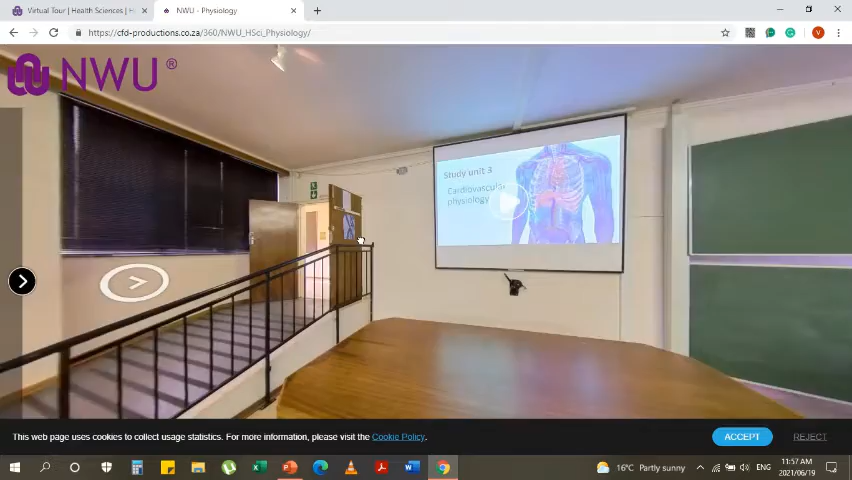 Virtual Tour | Health Sciences | H
NWU - Physiology
https://cfd-productions.co.za/360/NWU_HSci_Physiology/
V
NWU®
Study unit 3
Cardiovascular
physiology
This web page uses cookies to collect usage statistics. For more information, please visit the Cookie Policy.
ACCEPT
REJECT
16°C Partly sunny
ENG
11:57 AM
2021/06/19